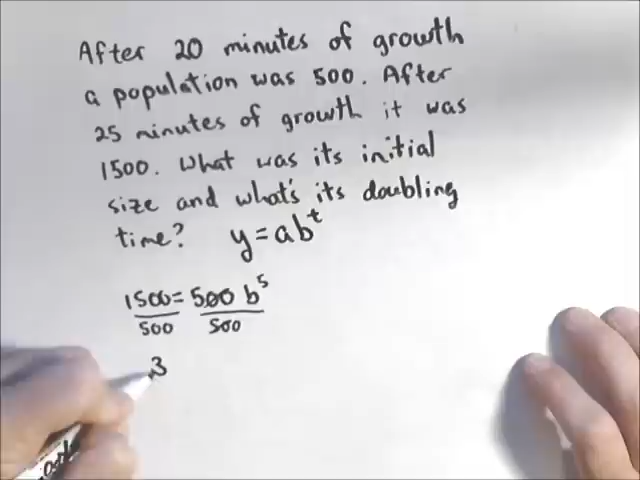 After 20 minutes of growth
a population was 500. After
25 minutes of growth it was
1500. What was its initial
size and what's its doubling
time? y = ab^t
1500 = 500 b^5
500 500
3